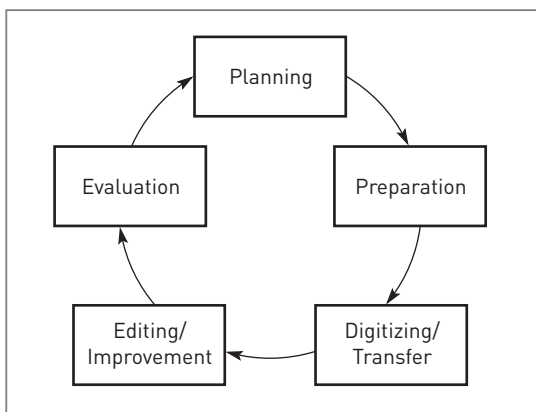 Planning
Preparation
Digitizing/
Transfer
Editing/
Improvement
Evaluation